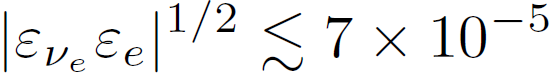 |ε_{ν_e} ε_e|^{1/2} ≲ 7 × 10^{−5}